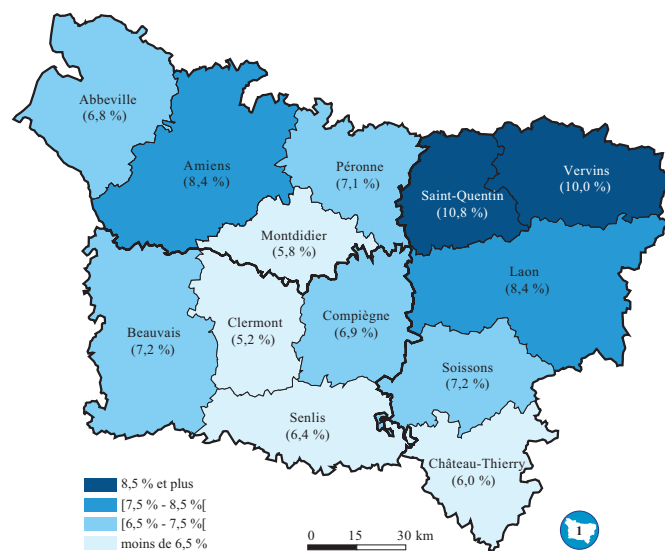 Abbeville
(6,8 %)
Amiens
(8,4 %)
Péronne
(7,1 %)
Saint-Quentin
(10,8 %)
Vervins
(10,0 %)
Montdidier
(5,8 %)
Laon
(8,4 %)
Beauvais
(7,2 %)
Clermont
(5,2 %)
Compiègne
(6,9 %)
Soissons
(7,2 %)
Senlis
(6,4 %)
Château-Thierry
(6,0 %)
8,5 % et plus
[7,5 % - 8,5 %[
[6,5 % - 7,5 %[
moins de 6,5 %
0 15 30 km
1